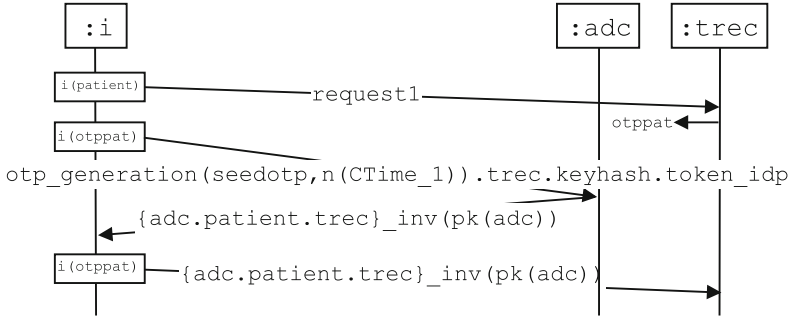 :i :adc :trec
i(patient)
request1
otppat
i(otppat)
otp_generation(seedotp,n(CTime_1)).trec.keyhash.token_idp
{adc.patient.trec}_inv(pk(adc))
i(otppat)
{adc.patient.trec}_inv(pk(adc))